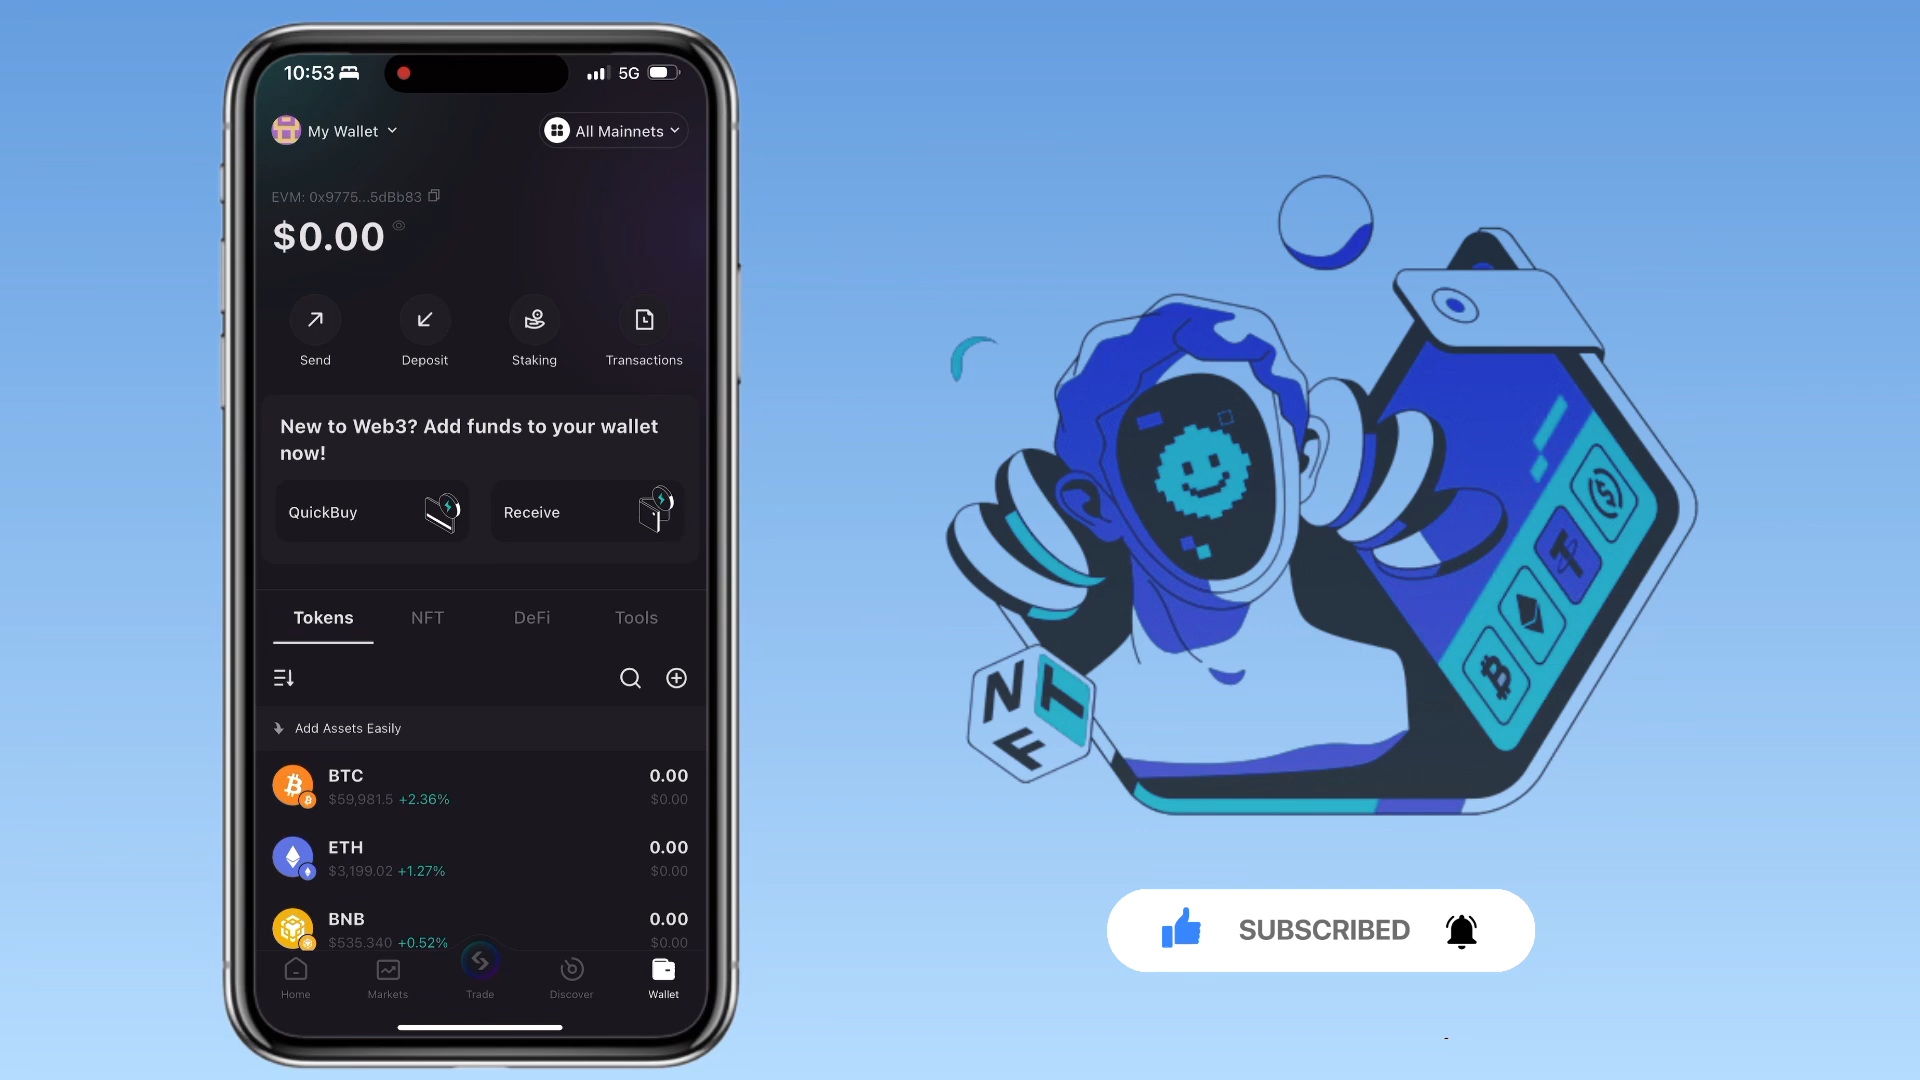 10:53
5G
My Wallet
All Mainnets
EVM: 0x9775...5dBb83
$0.00
Send
Deposit
Staking
Transactions
New to Web3? Add funds to your wallet
now!
QuickBuy
Receive
Tokens
NFT
DeFi
Tools
Add Assets Easily
BTC
0.00
$59,981.5 +2.36%
$0.00
ETH
0.00
$3,199.02 +1.27%
$0.00
BNB
0.00
$535.340 +0.52%
$0.00
Home
Markets
Trade
Discover
Wallet
N
F
T
SUBSCRIBED